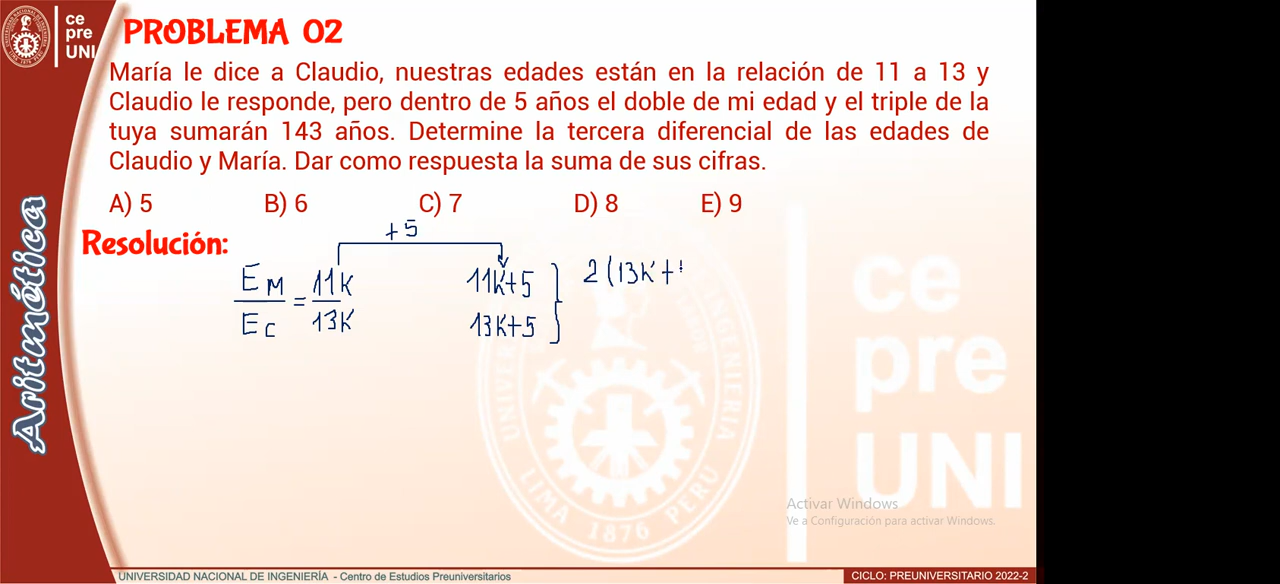 ce
pre
UNI
PROBLEMA 02
María le dice a Claudio, nuestras edades están en la relación de 11 a 13 y
Claudio le responde, pero dentro de 5 años el doble de mi edad y el triple de la
tuya sumarán 143 años. Determine la tercera diferencial de las edades de
Claudio y María. Dar como respuesta la suma de sus cifras.
A) 5 B) 6 C) 7 D) 8 E) 9
Resolución:
+5
E_M 11K 11K+5 2(13K+
=
E_C 13K 13K+5
Aritmética
ce
pre
UNI
LIMA 1876 PERU
Activar Windows
Ve a Configuración para activar Windows.
UNIVERSIDAD NACIONAL DE INGENIERÍA - Centro de Estudios Preuniversitarios
CICLO: PREUNIVERSITARIO 2022-2